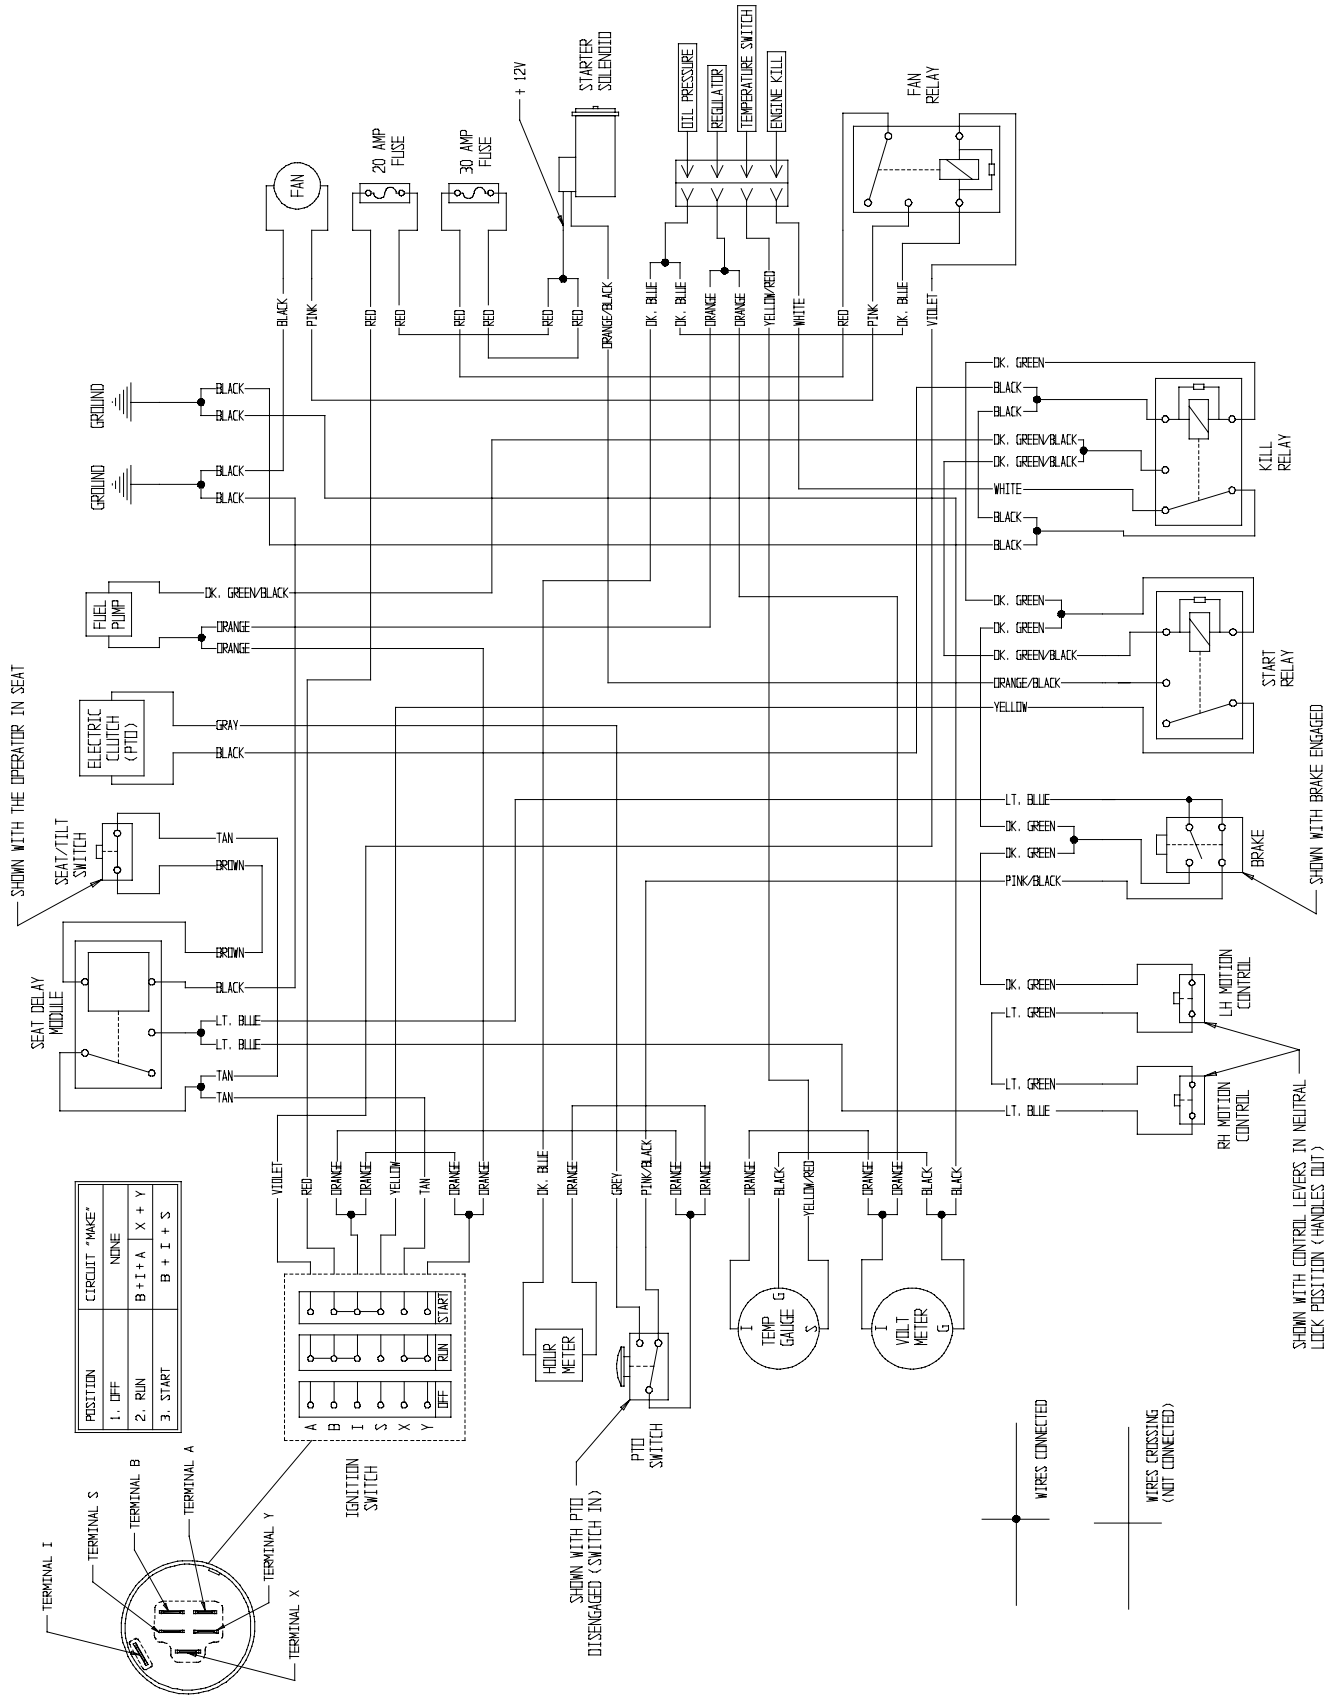 SHOWN WITH THE OPERATOR IN SEAT
SEAT DELAY
MODULE
SEAT/TILT
SWITCH
ELECTRIC
CLUTCH
(PTO)
FUEL
PUMP
GROUND
GROUND
FAN
20 AMP
FUSE
30 AMP
FUSE
+ 12V
STARTER
SOLENOID
OIL PRESSURE
REGULATOR
TEMPERATURE SWITCH
ENGINE KILL
FAN
RELAY
BLACK
PINK
RED
RED
RED
RED
RED
RED
ORANGE/BLACK
DK. BLUE
DK. BLUE
ORANGE
ORANGE
YELLOW/RED
WHITE
RED
PINK
DK. BLUE
VIOLET
BLACK
BLACK
BLACK
BLACK
DK. GREEN/BLACK
ORANGE
ORANGE
GRAY
BLACK
TAN
BROWN
BROWN
BLACK
LT. BLUE
LT. BLUE
TAN
TAN
DK. GREEN
BLACK
BLACK
DK. GREEN/BLACK
DK. GREEN/BLACK
WHITE
BLACK
BLACK
KILL
RELAY
DK. GREEN
DK. GREEN
DK. GREEN/BLACK
ORANGE/BLACK
YELLOW
START
RELAY
LT. BLUE
DK. GREEN
DK. GREEN
PINK/BLACK
BRAKE
SHOWN WITH BRAKE ENGAGED
DK. GREEN
LT. GREEN
LH MOTION
CONTROL
LT. GREEN
LT. BLUE
RH MOTION
CONTROL
SHOWN WITH CONTROL LEVERS IN NEUTRAL
LOCK POSITION (HANDLES OUT)
VIOLET
RED
ORANGE
ORANGE
YELLOW
TAN
ORANGE
ORANGE
DK. BLUE
ORANGE
GREY
PINK/BLACK
ORANGE
ORANGE
ORANGE
BLACK
YELLOW/RED
ORANGE
ORANGE
BLACK
BLACK
POSITION CIRCUIT "MAKE"
1. OFF NONE
2. RUN B+I+A X + Y
3. START B + I + S
A
B
I
S
X
Y
OFF
RUN
START
IGNITION
SWITCH
HOUR
METER
PTO
SWITCH
SHOWN WITH PTO
DISENGAGED (SWITCH IN)
I
G
S
TEMP
GAUGE
I
G
VOLT
METER
TERMINAL I
TERMINAL S
TERMINAL B
TERMINAL A
TERMINAL Y
TERMINAL X
WIRES CONNECTED
WIRES CROSSING
(NOT CONNECTED)